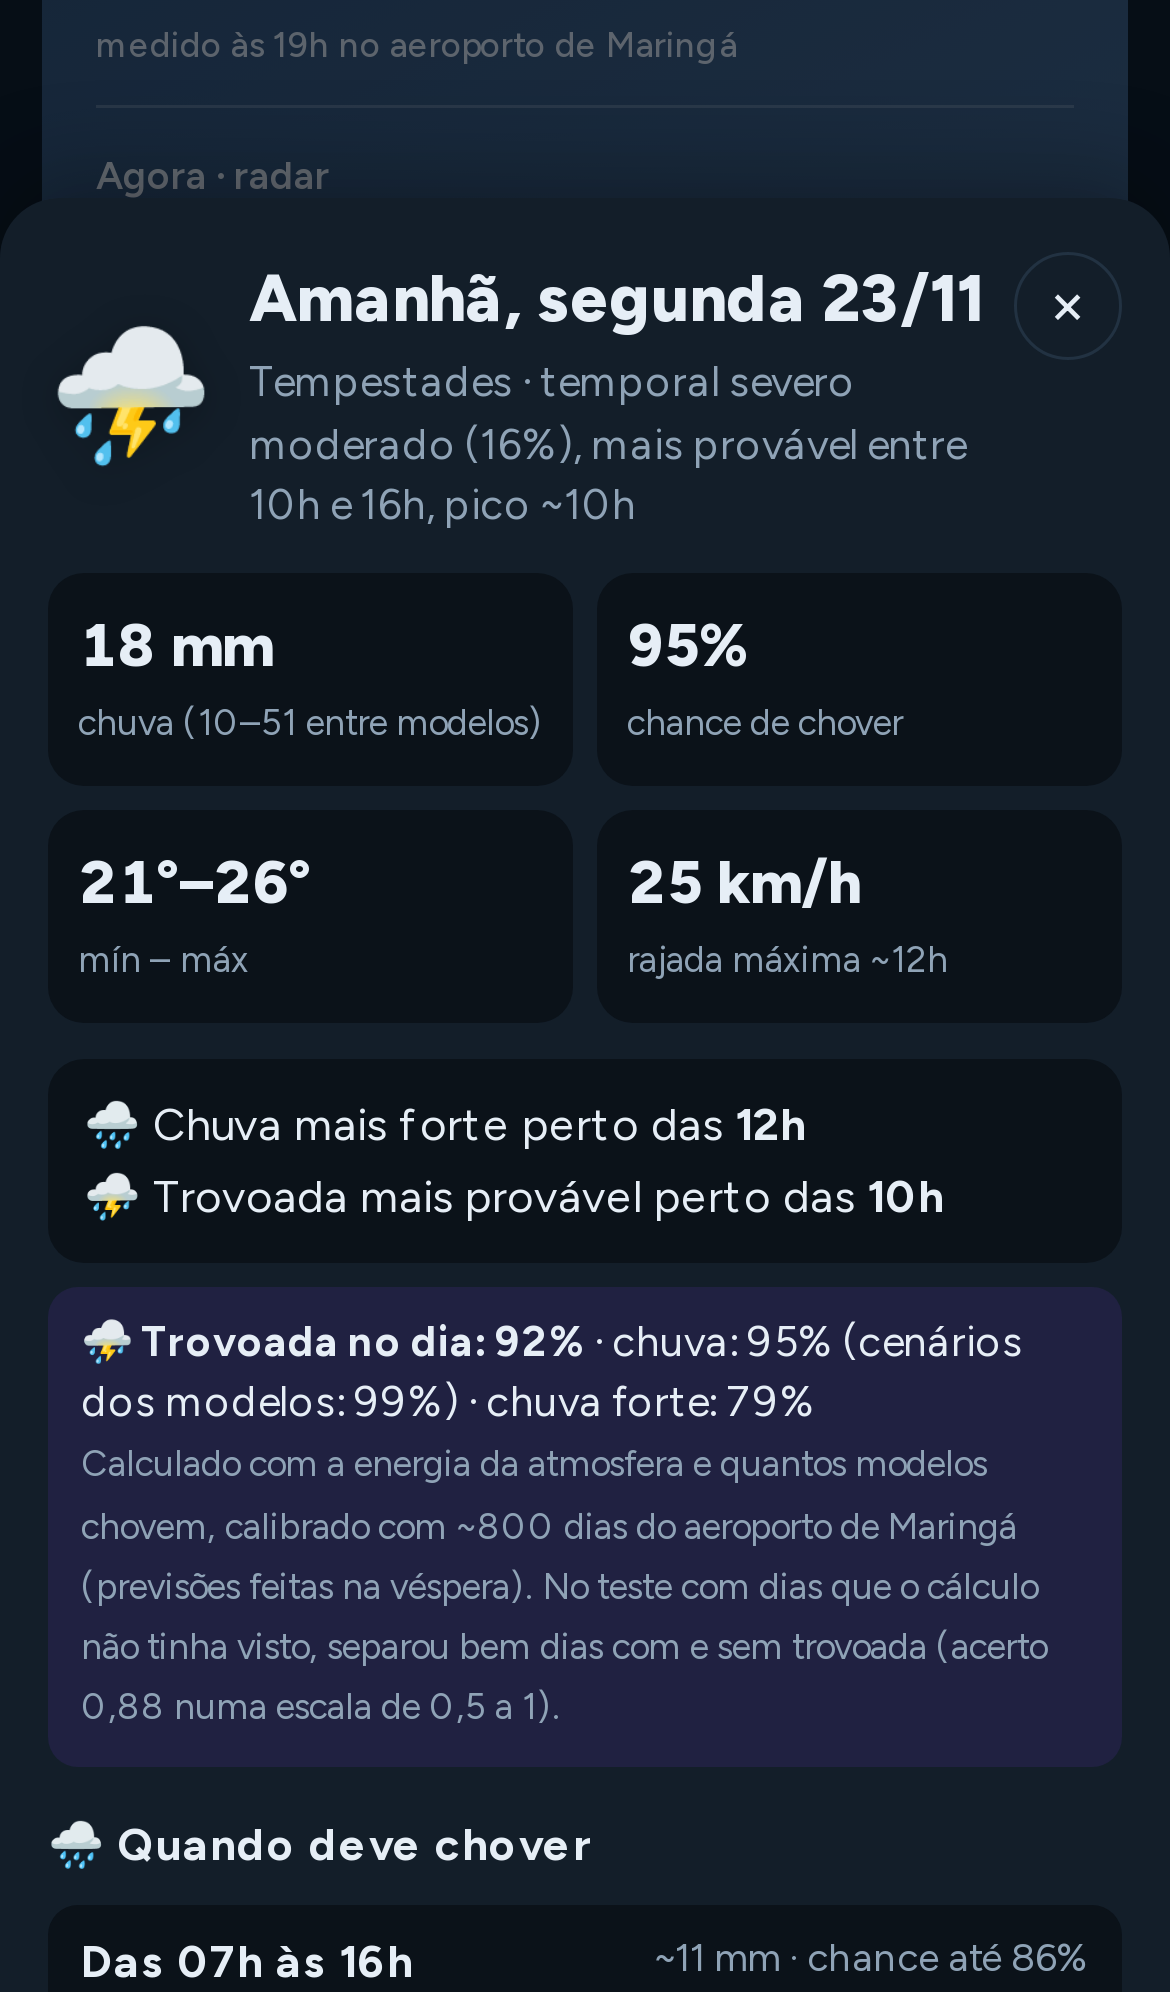 medido às 19h no aeroporto de Maringá
Agora · radar
Amanhã, segunda 23/11
×
Tempestades · temporal severo
moderado (16%), mais provável entre
10h e 16h, pico ~10h
18 mm
chuva (10–51 entre modelos)
95%
chance de chover
21°–26°
mín – máx
25 km/h
rajada máxima ~12h
Chuva mais forte perto das 12h
Trovoada mais provável perto das 10h
Trovoada no dia: 92% · chuva: 95% (cenários
dos modelos: 99%) · chuva forte: 79%
Calculado com a energia da atmosfera e quantos modelos
chovem, calibrado com ~800 dias do aeroporto de Maringá
(previsões feitas na véspera). No teste com dias que o cálculo
não tinha visto, separou bem dias com e sem trovoada (acerto
0,88 numa escala de 0,5 a 1).
Quando deve chover
Das 07h às 16h
~11 mm · chance até 86%